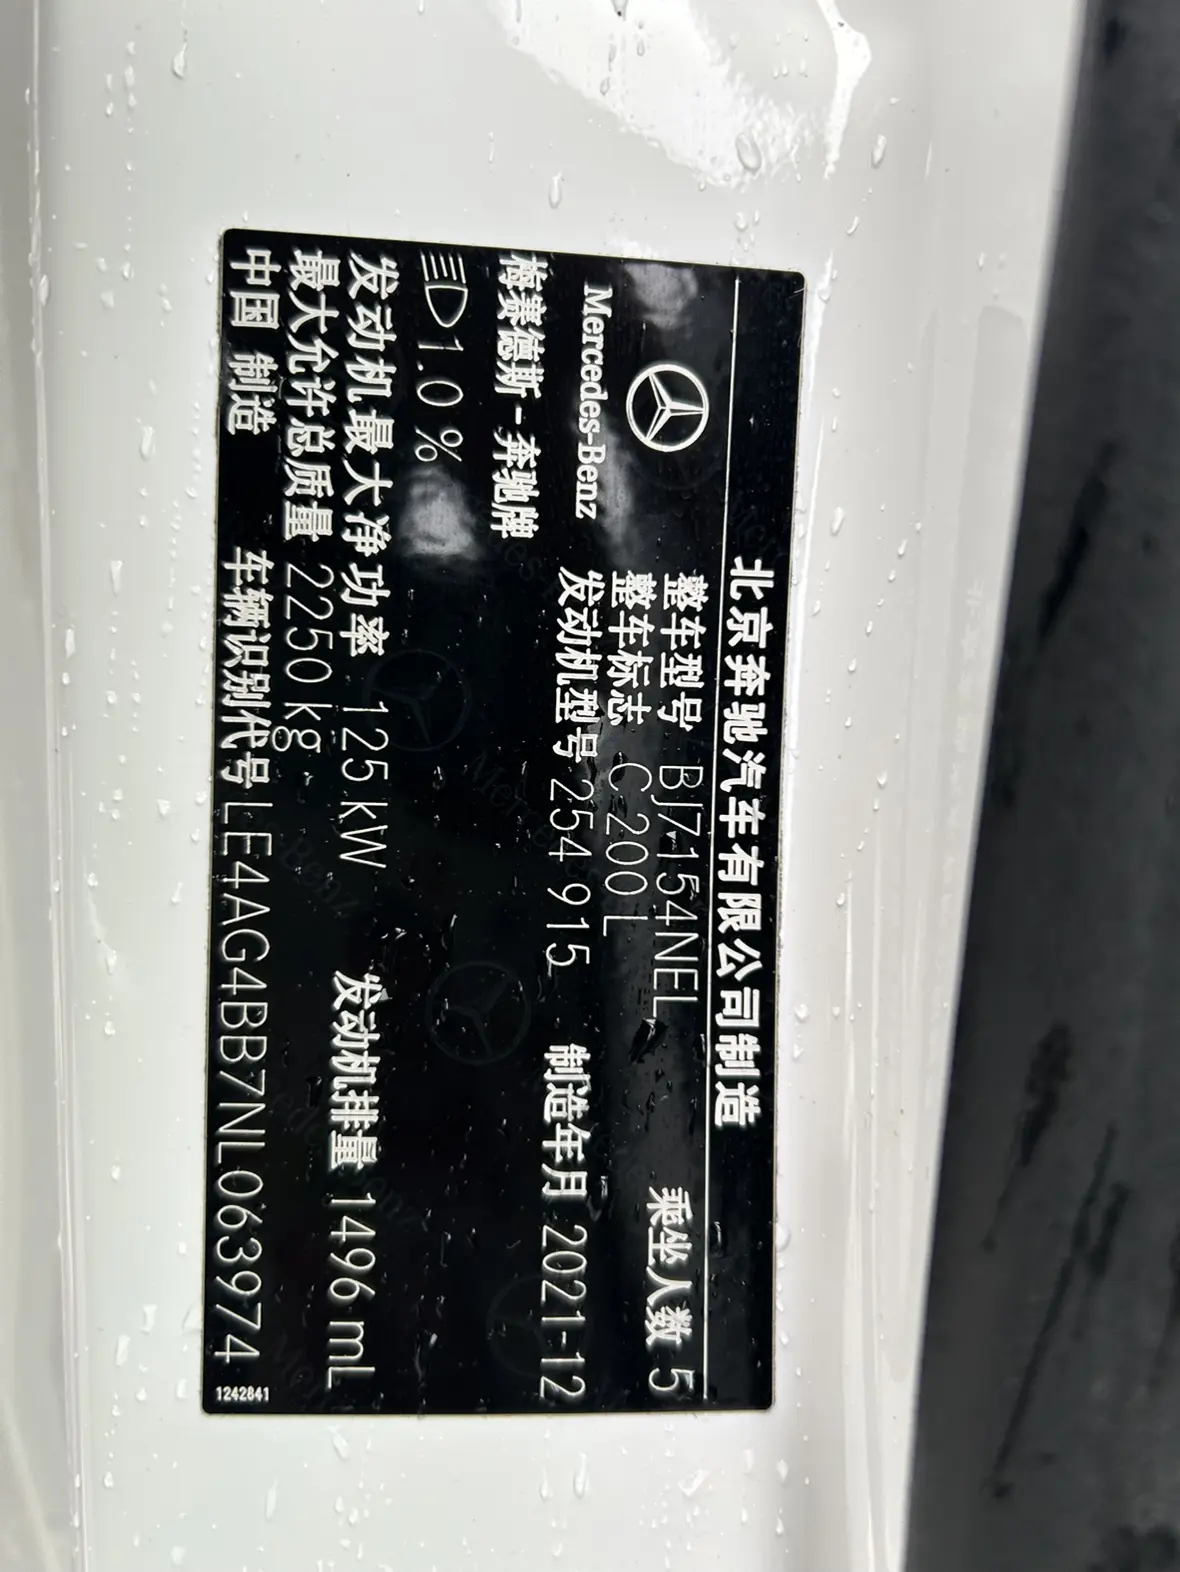 北京奔驰汽车有限公司制造
Mercedes-Benz
梅赛德斯-奔驰牌
整车型号 BJ7154NEL
乘坐人数 5
整车标志 C 200 L
发动机型号 254 915
制造年月 2021-12
1.0 %
发动机最大净功率 125 kW
发动机排量 1496 mL
最大允许总质量 2250 kg
中国 制造
车辆识别代号 LE4AG4BB7NL063974
1242841